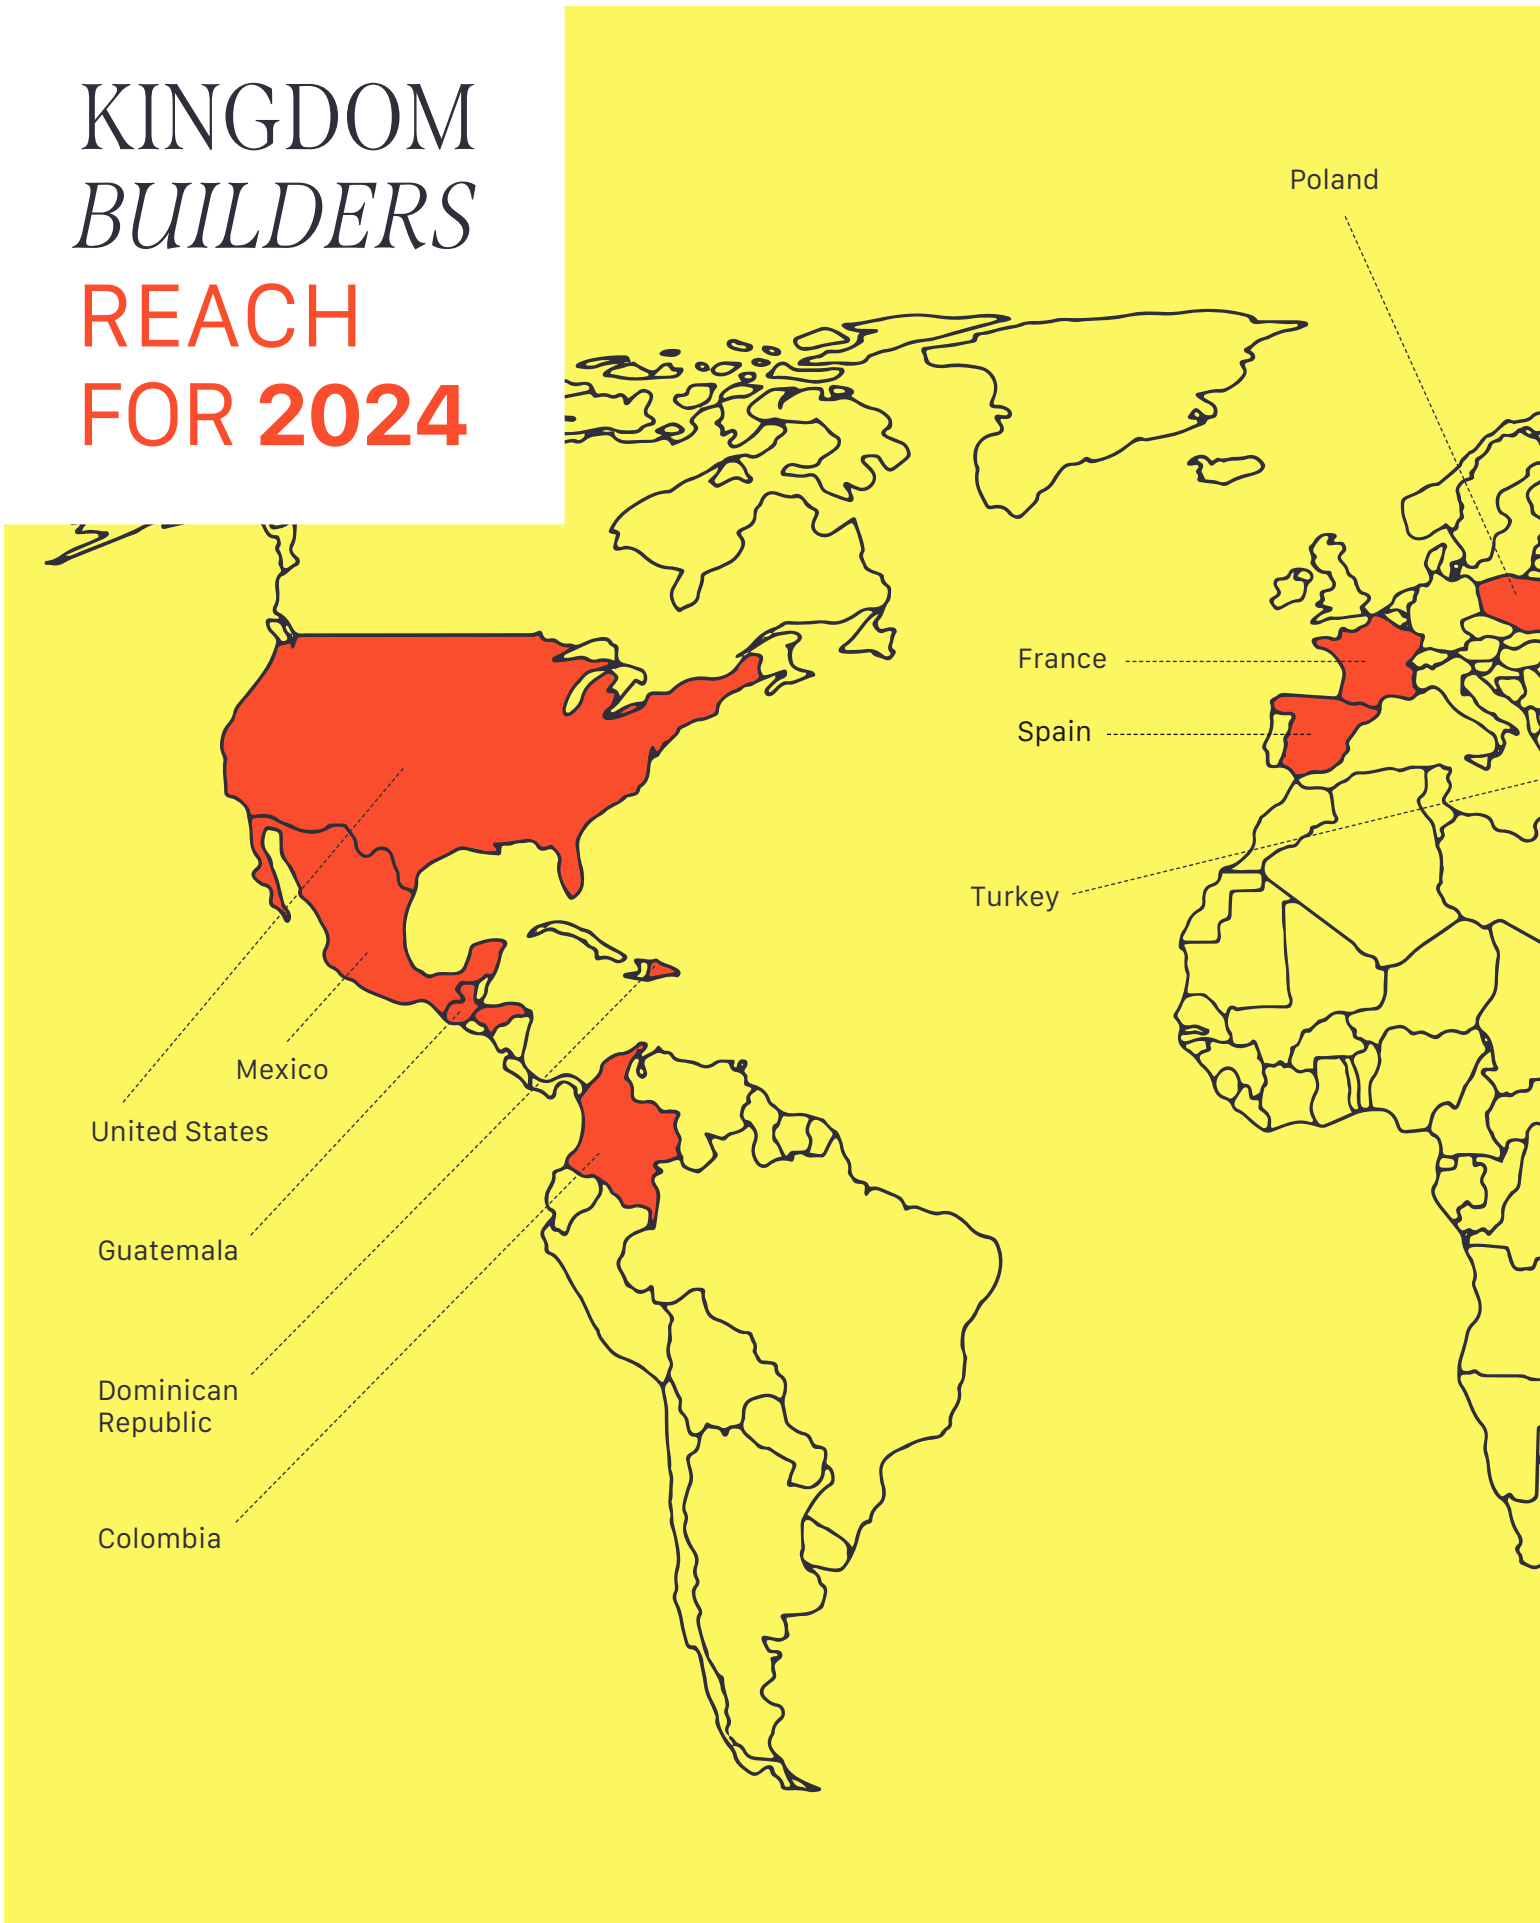 KINGDOM
BUILDERS
REACH
FOR 2024
Poland
France
Spain
Turkey
Mexico
United States
Guatemala
Dominican
Republic
Colombia